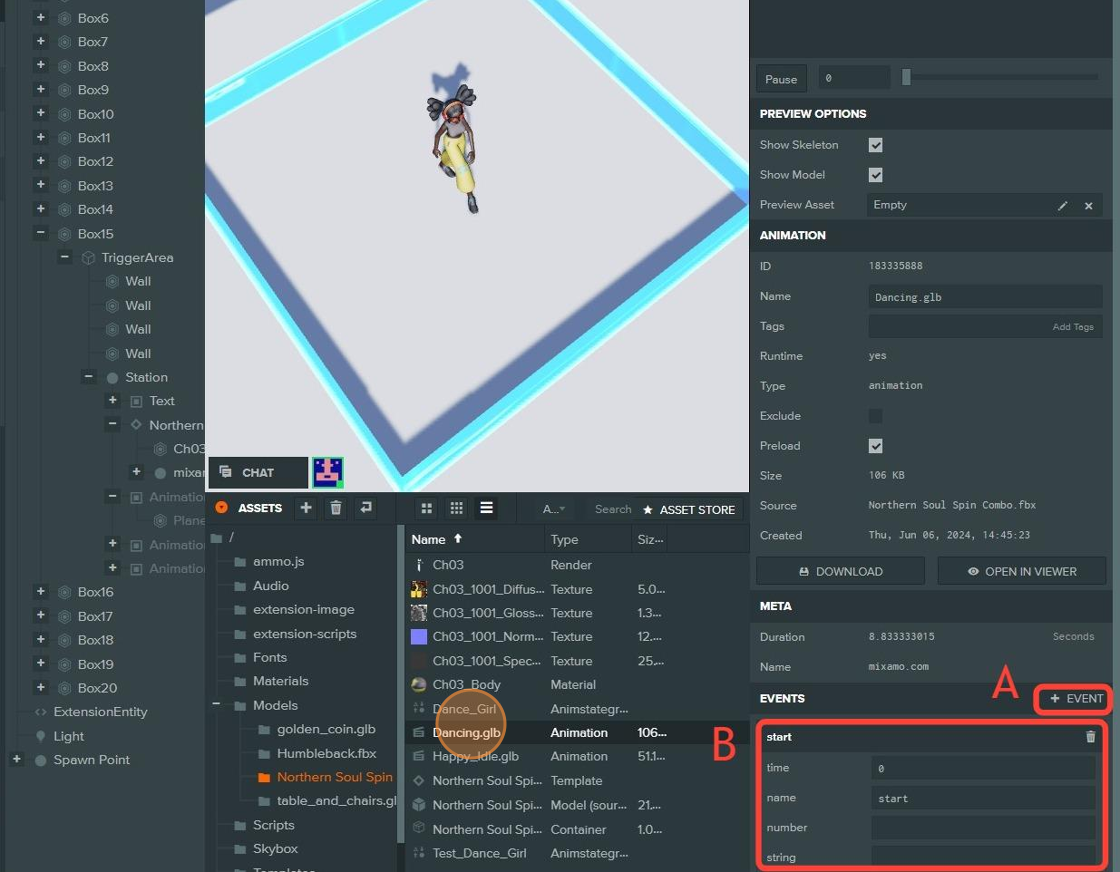 Box6
Box7
Box8
Box9
Box10
Box11
Box12
Box13
Box14
Box15
TriggerArea
Wall
Wall
Wall
Wall
Station
Text
Northern
Ch03
mixar
Animatio
Plane
Animatio
Animatio
Box16
Box17
Box18
Box19
Box20
ExtensionEntity
Light
Spawn Point
CHAT
ASSETS
A...
Search
ASSET STORE
/
ammo.js
Audio
extension-image
extension-scripts
Fonts
Materials
Models
golden_coin.glb
Humbleback.fbx
Northern Soul Spin
table_and_chairs.gl
Scripts
Skybox
Templates
Name Type Siz...
Ch03 Render
Ch03_1001_Diffus... Texture 5.0...
Ch03_1001_Gloss... Texture 1.3...
Ch03_1001_Norm... Texture 12,...
Ch03_1001_Spec... Texture 25,...
Ch03_Body Material
Dance_Girl Animstategr...
Dancing.glb Animation 106...
Happy_Idle.glb Animation 51.1...
Northern Soul Spi... Template
Northern Soul Spi... Model (sour... 21,...
Northern Soul Spi... Container 1.0...
Test_Dance_Girl Animstategr...
Pause 0
PREVIEW OPTIONS
Show Skeleton
Show Model
Preview Asset Empty
ANIMATION
ID 183335888
Name Dancing.glb
Tags Add Tags
Runtime yes
Type animation
Exclude
Preload
Size 106 KB
Source Northern Soul Spin Combo.fbx
Created Thu, Jun 06, 2024, 14:45:23
DOWNLOAD OPEN IN VIEWER
META
Duration 8.833333015 Seconds
Name mixamo.com
A
EVENTS + EVENT
B
start
time 0
name start
number
string